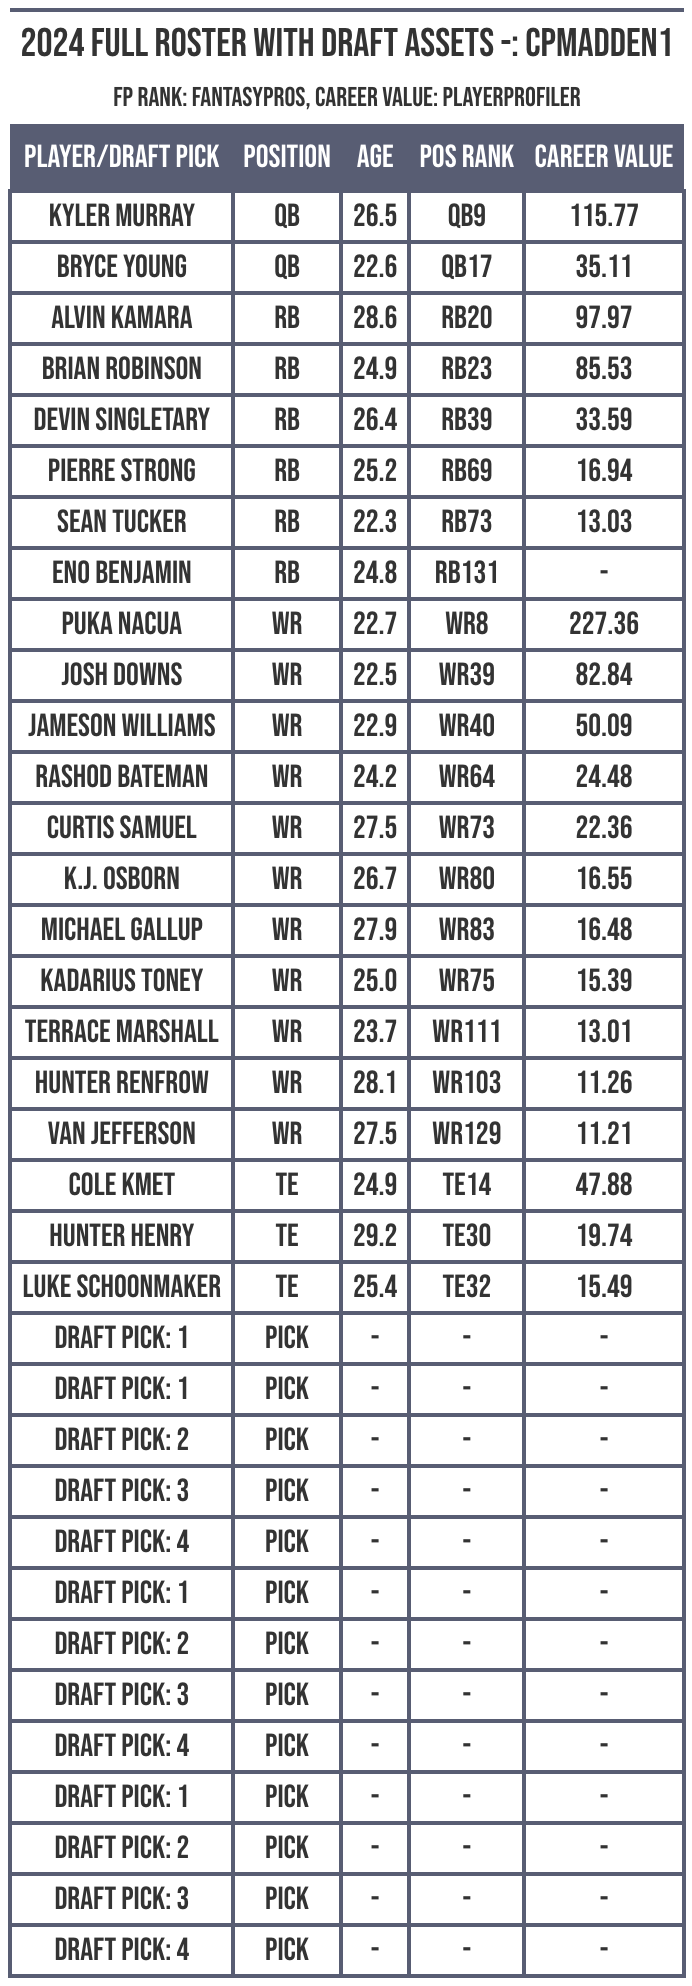 2024 FULL ROSTER WITH DRAFT ASSETS -: CPMADDEN1
FP RANK: FANTASYPROS, CAREER VALUE: PLAYERPROFILER
PLAYER/DRAFT PICK POSITION AGE POS RANK CAREER VALUE
KYLER MURRAY QB 26.5 QB9 115.77
BRYCE YOUNG QB 22.6 QB17 35.11
ALVIN KAMARA RB 28.6 RB20 97.97
BRIAN ROBINSON RB 24.9 RB23 85.53
DEVIN SINGLETARY RB 26.4 RB39 33.59
PIERRE STRONG RB 25.2 RB69 16.94
SEAN TUCKER RB 22.3 RB73 13.03
ENO BENJAMIN RB 24.8 RB131 -
PUKA NACUA WR 22.7 WR8 227.36
JOSH DOWNS WR 22.5 WR39 82.84
JAMESON WILLIAMS WR 22.9 WR40 50.09
RASHOD BATEMAN WR 24.2 WR64 24.48
CURTIS SAMUEL WR 27.5 WR73 22.36
K.J. OSBORN WR 26.7 WR80 16.55
MICHAEL GALLUP WR 27.9 WR83 16.48
KADARIUS TONEY WR 25.0 WR75 15.39
TERRACE MARSHALL WR 23.7 WR111 13.01
HUNTER RENFROW WR 28.1 WR103 11.26
VAN JEFFERSON WR 27.5 WR129 11.21
COLE KMET TE 24.9 TE14 47.88
HUNTER HENRY TE 29.2 TE30 19.74
LUKE SCHOONMAKER TE 25.4 TE32 15.49
DRAFT PICK: 1 PICK - - -
DRAFT PICK: 1 PICK - - -
DRAFT PICK: 2 PICK - - -
DRAFT PICK: 3 PICK - - -
DRAFT PICK: 4 PICK - - -
DRAFT PICK: 1 PICK - - -
DRAFT PICK: 2 PICK - - -
DRAFT PICK: 3 PICK - - -
DRAFT PICK: 4 PICK - - -
DRAFT PICK: 1 PICK - - -
DRAFT PICK: 2 PICK - - -
DRAFT PICK: 3 PICK - - -
DRAFT PICK: 4 PICK - - -